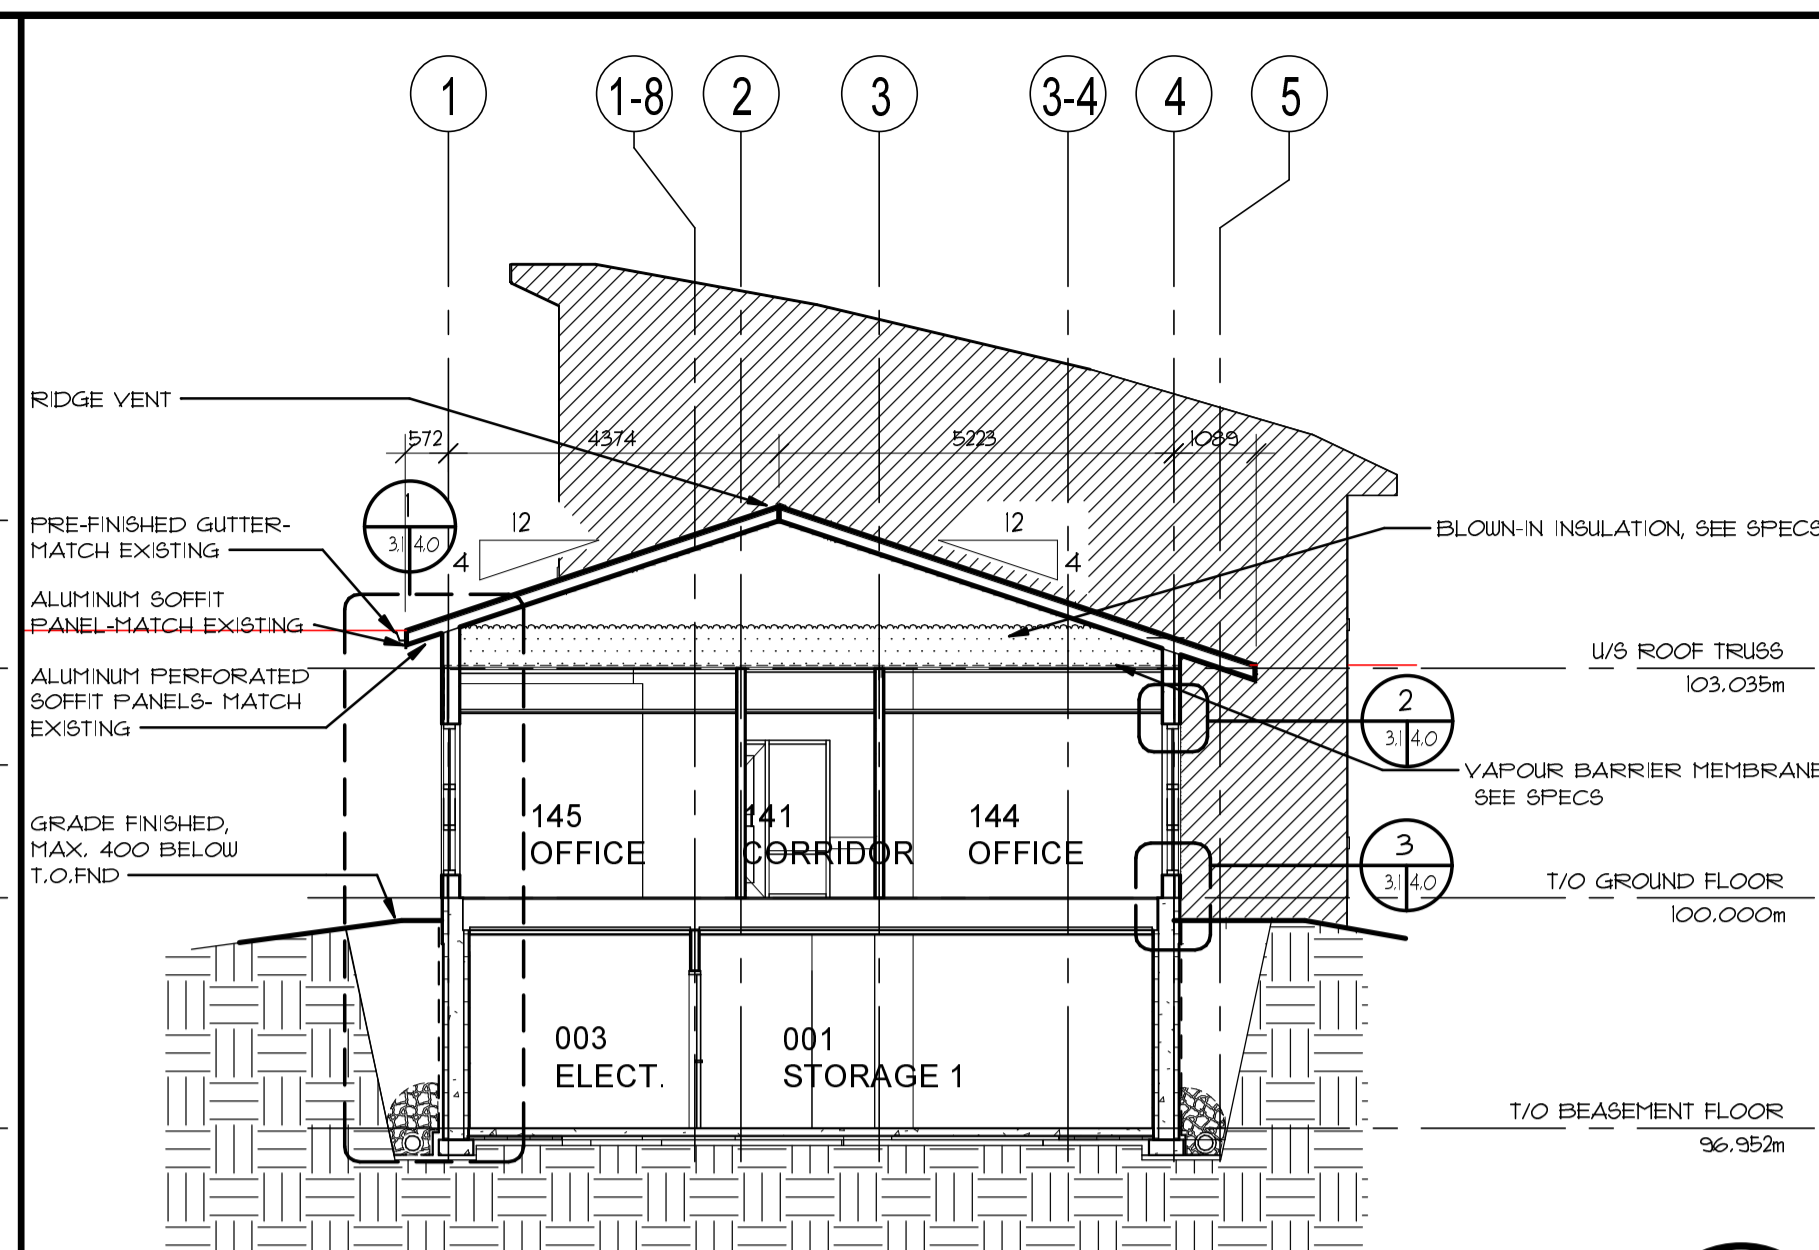 1
1-8
2
3
3-4
4
5
RIDGE VENT
572
4374
5223
1089
1
3.1 4.0
12
4
12
4
PRE-FINISHED GUTTER-
MATCH EXISTING
BLOWN-IN INSULATION, SEE SPECS
ALUMINUM SOFFIT
PANEL-MATCH EXISTING
ALUMINUM PERFORATED
SOFFIT PANELS- MATCH
EXISTING
U/S ROOF TRUSS
103.035m
2
3.1 4.0
VAPOUR BARRIER MEMBRANE
SEE SPECS
GRADE FINISHED,
MAX. 400 BELOW
T.O.FND
145
OFFICE
141
CORRIDOR
144
OFFICE
3
3.1 4.0
T/O GROUND FLOOR
100.000m
003
ELECT.
001
STORAGE 1
T/O BEASEMENT FLOOR
96.952m